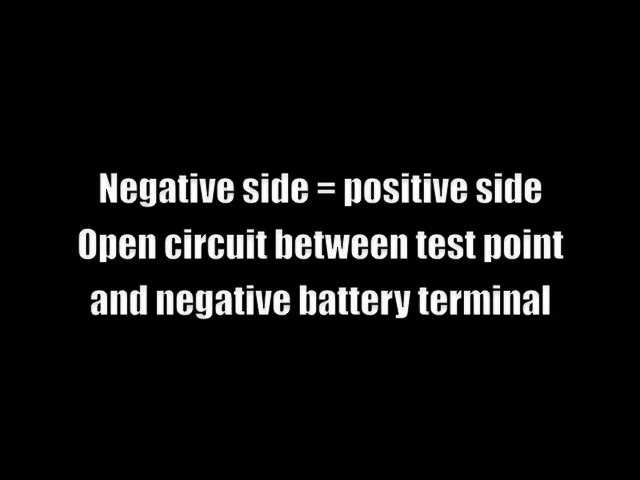 Negative side = positive side
Open circuit between test point
and negative battery terminal